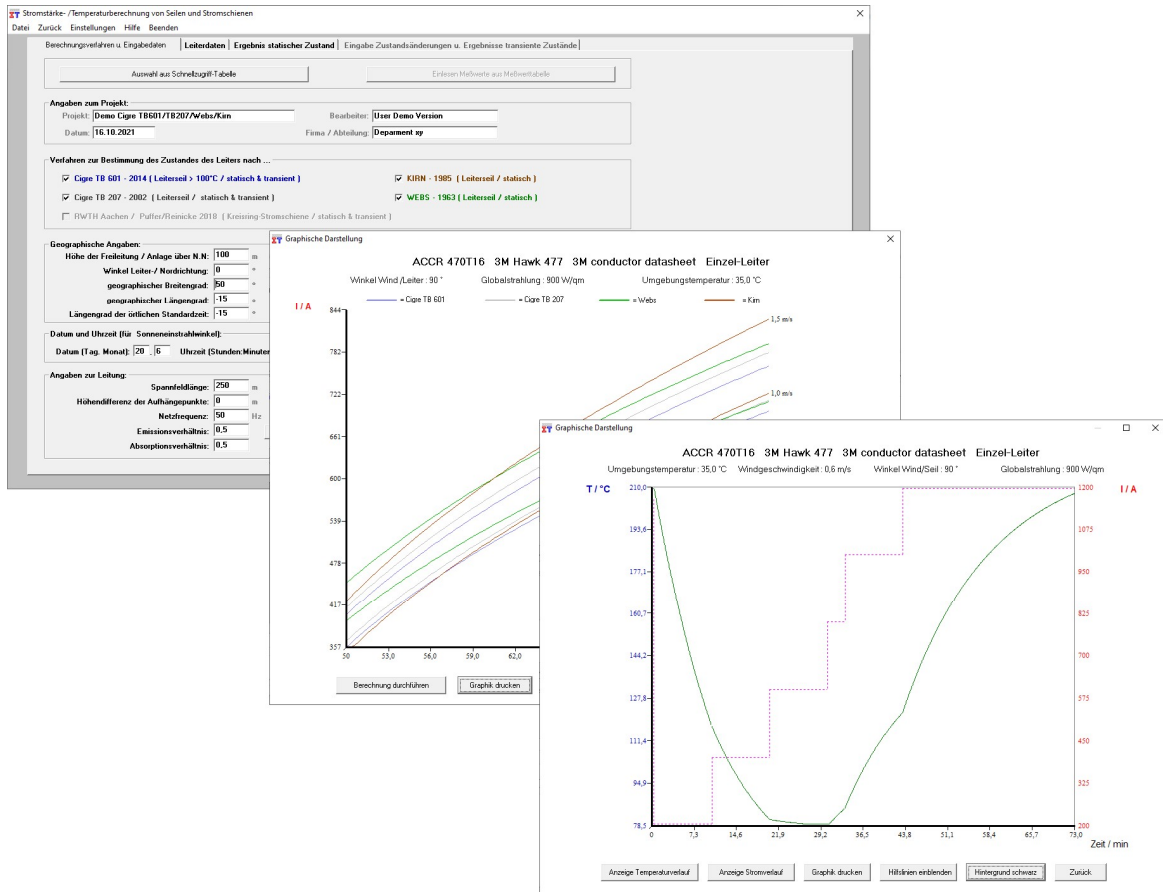 Stromstärke- /Temperaturberechnung von Seilen und Stromschienen
Datei Zurück Einstellungen Hilfe Beenden
Berechnungsverfahren u. Eingabedaten Leiterdaten Ergebnis statischer Zustand Eingabe Zustandsänderungen u. Ergebnisse transiente Zustände
Auswahl aus Schnellzugriff-Tabelle Einlesen Meßwerte aus Meßwerttabelle
Angaben zum Projekt:
Projekt: Demo Cigre TB601/TB207/Webs/Kirn Bearbeiter: User Demo Version
Datum: 16.10.2021 Firma / Abteilung: Deparment xy
Verfahren zur Bestimmung des Zustandes des Leiters nach ...
Cigre TB 601 - 2014 ( Leiterseil > 100°C / statisch & transient ) KIRN - 1985 ( Leiterseil / statisch )
Cigre TB 207 - 2002 ( Leiterseil / statisch & transient ) WEBS - 1963 ( Leiterseil / statisch )
RWTH Aachen / Puffer/Reinicke 2018 ( Kreisring-Stromschiene / statisch & transient )
Geographische Angaben:
Höhe der Freileitung / Anlage über N.N: 100 m
Winkel Leiter-/ Nordrichtung: 0 °
geographischer Breitengrad: 50 °
geographischer Längengrad: -15 °
Längengrad der örtlichen Standardzeit: -15 °
Datum und Uhrzeit (für Sonneneinstrahlwinkel):
Datum (Tag. Monat): 20 . 6 Uhrzeit (Stunden:Minuten
Angaben zur Leitung:
Spannfeldlänge: 250 m
Höhendifferenz der Aufhängepunkte: 0 m
Netzfrequenz: 50 Hz
Emissionsverhältnis: 0,5
Absorptionsverhältnis: 0,5
Graphische Darstellung
ACCR 470T16 3M Hawk 477 3M conductor datasheet Einzel-Leiter
Winkel Wind /Leiter : 90 ° Globalstrahlung : 900 W/qm Umgebungstemperatur : 35,0 °C
= Cigre TB 601 = Cigre TB 207 = Webs = Kirn
I / A
844
782
722
661
600
539
478
417
357
1,5 m/s
1,0 m/s
50 53,0 56,0 59,0 62,0
Berechnung durchführen Graphik drucken
Graphische Darstellung
ACCR 470T16 3M Hawk 477 3M conductor datasheet Einzel-Leiter
Umgebungstemperatur : 35,0 °C Windgeschwindigkeit : 0,6 m/s Winkel Wind/Seil : 90 ° Globalstrahlung : 900 W/qm
T / °C I / A
210,0 1200
193,6 1075
177,1 950
160,7 825
144,2 700
127,8 575
111,4 450
94,9 325
78,5 200
0 7,3 14,6 21,9 29,2 36,5 43,8 51,1 58,4 65,7 73,0
Zeit / min
Anzeige Temperaturverlauf Anzeige Stromverlauf Graphik drucken Hilfslinien einblenden Hintergrund schwarz Zurück